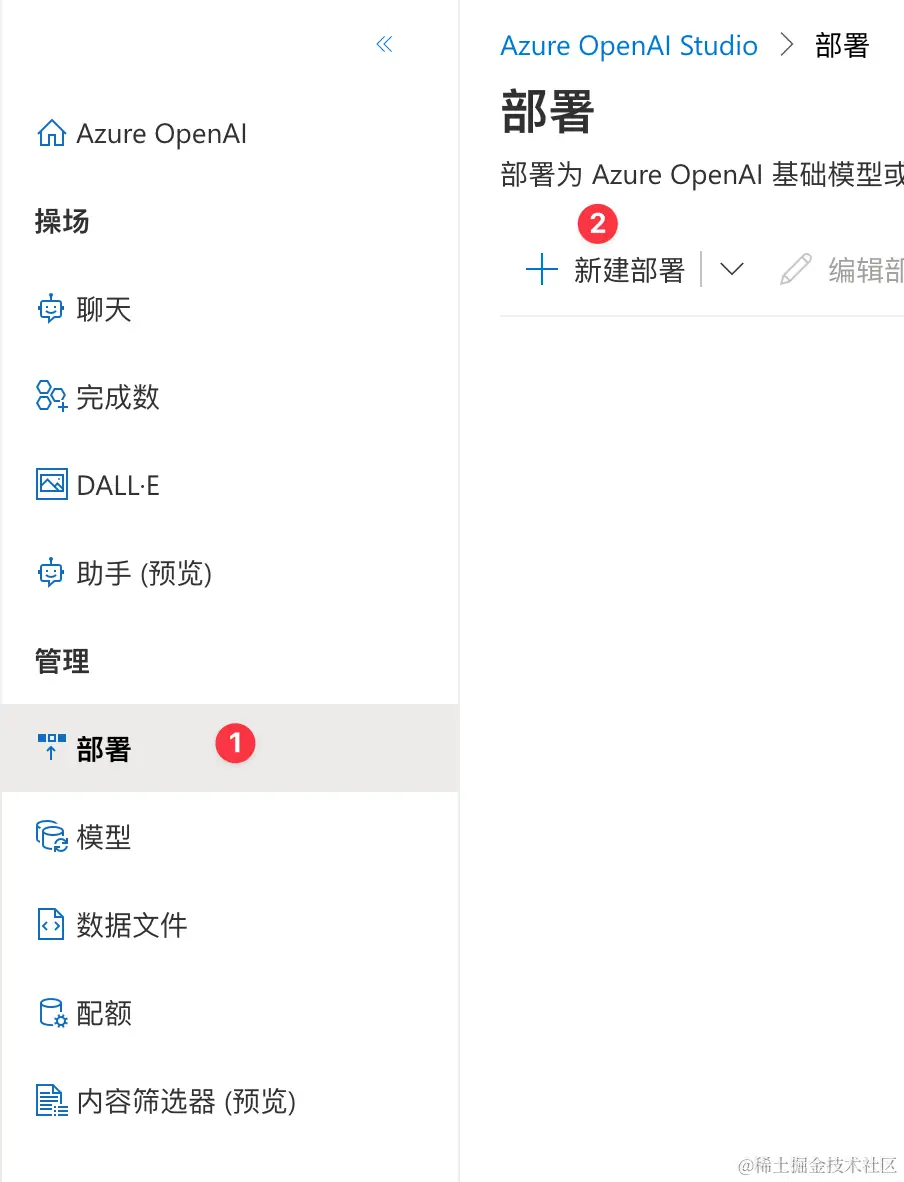 Azure OpenAI
操场
聊天
完成数
DALL·E
助手 (预览)
管理
部署
1
模型
数据文件
配额
内容筛选器 (预览)
Azure OpenAI Studio > 部署
部署
部署为 Azure OpenAI 基础模型或
2
新建部署
编辑部
@稀土掘金技术社区